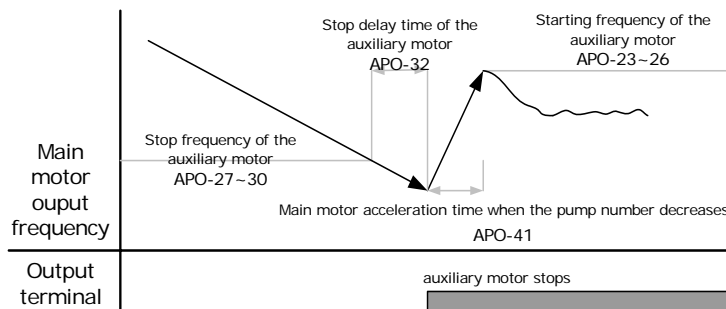 Stop delay time of the
auxiliary motor
APO-32
Starting frequency of the
auxiliary motor
APO-23~26
Stop frequency of the
auxiliary motor
APO-27~30
Main
motor
ouput
frequency
Main motor acceleration time when the pump number decreases
APO-41
Output
terminal
auxiliary motor stops